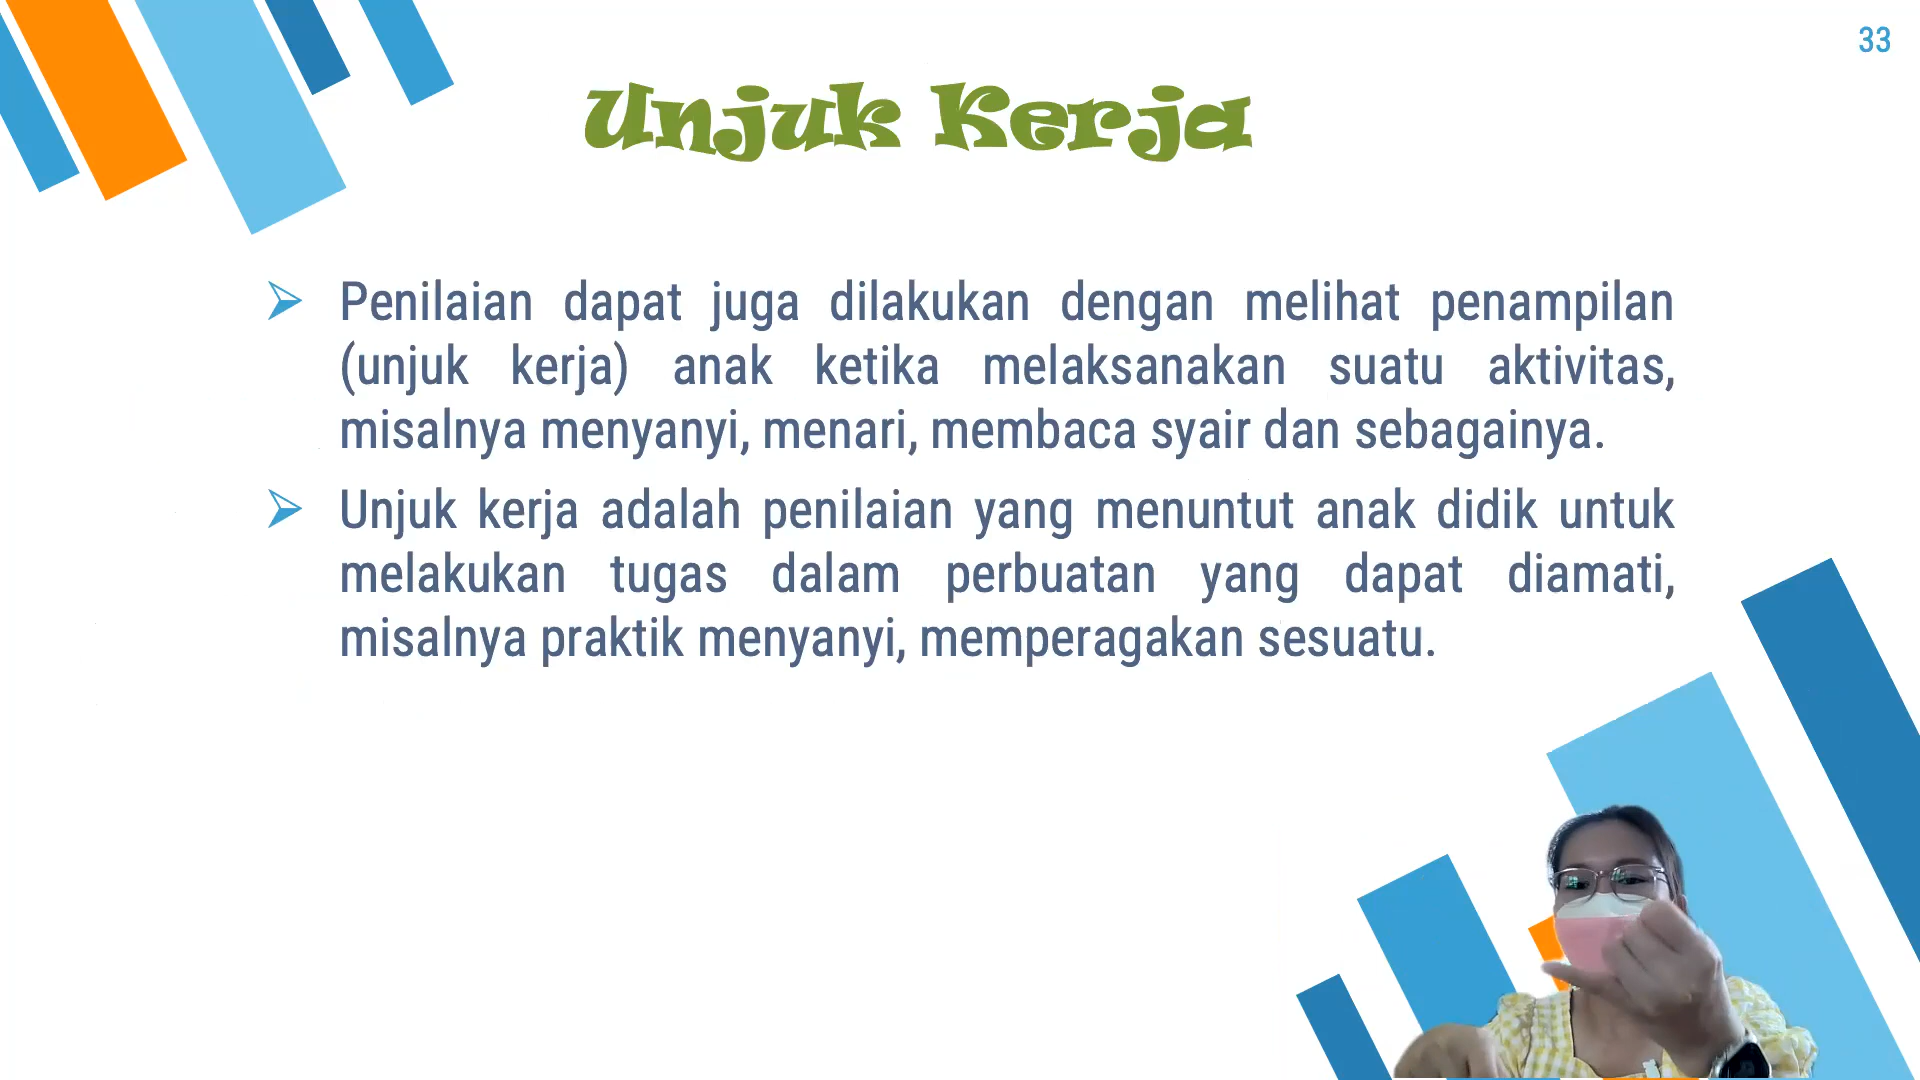 33
Unjuk Kerja
Penilaian dapat juga dilakukan dengan melihat penampilan
(unjuk kerja) anak ketika melaksanakan suatu aktivitas,
misalnya menyanyi, menari, membaca syair dan sebagainya.
Unjuk kerja adalah penilaian yang menuntut anak didik untuk
melakukan tugas dalam perbuatan yang dapat diamati,
misalnya praktik menyanyi, memperagakan sesuatu.